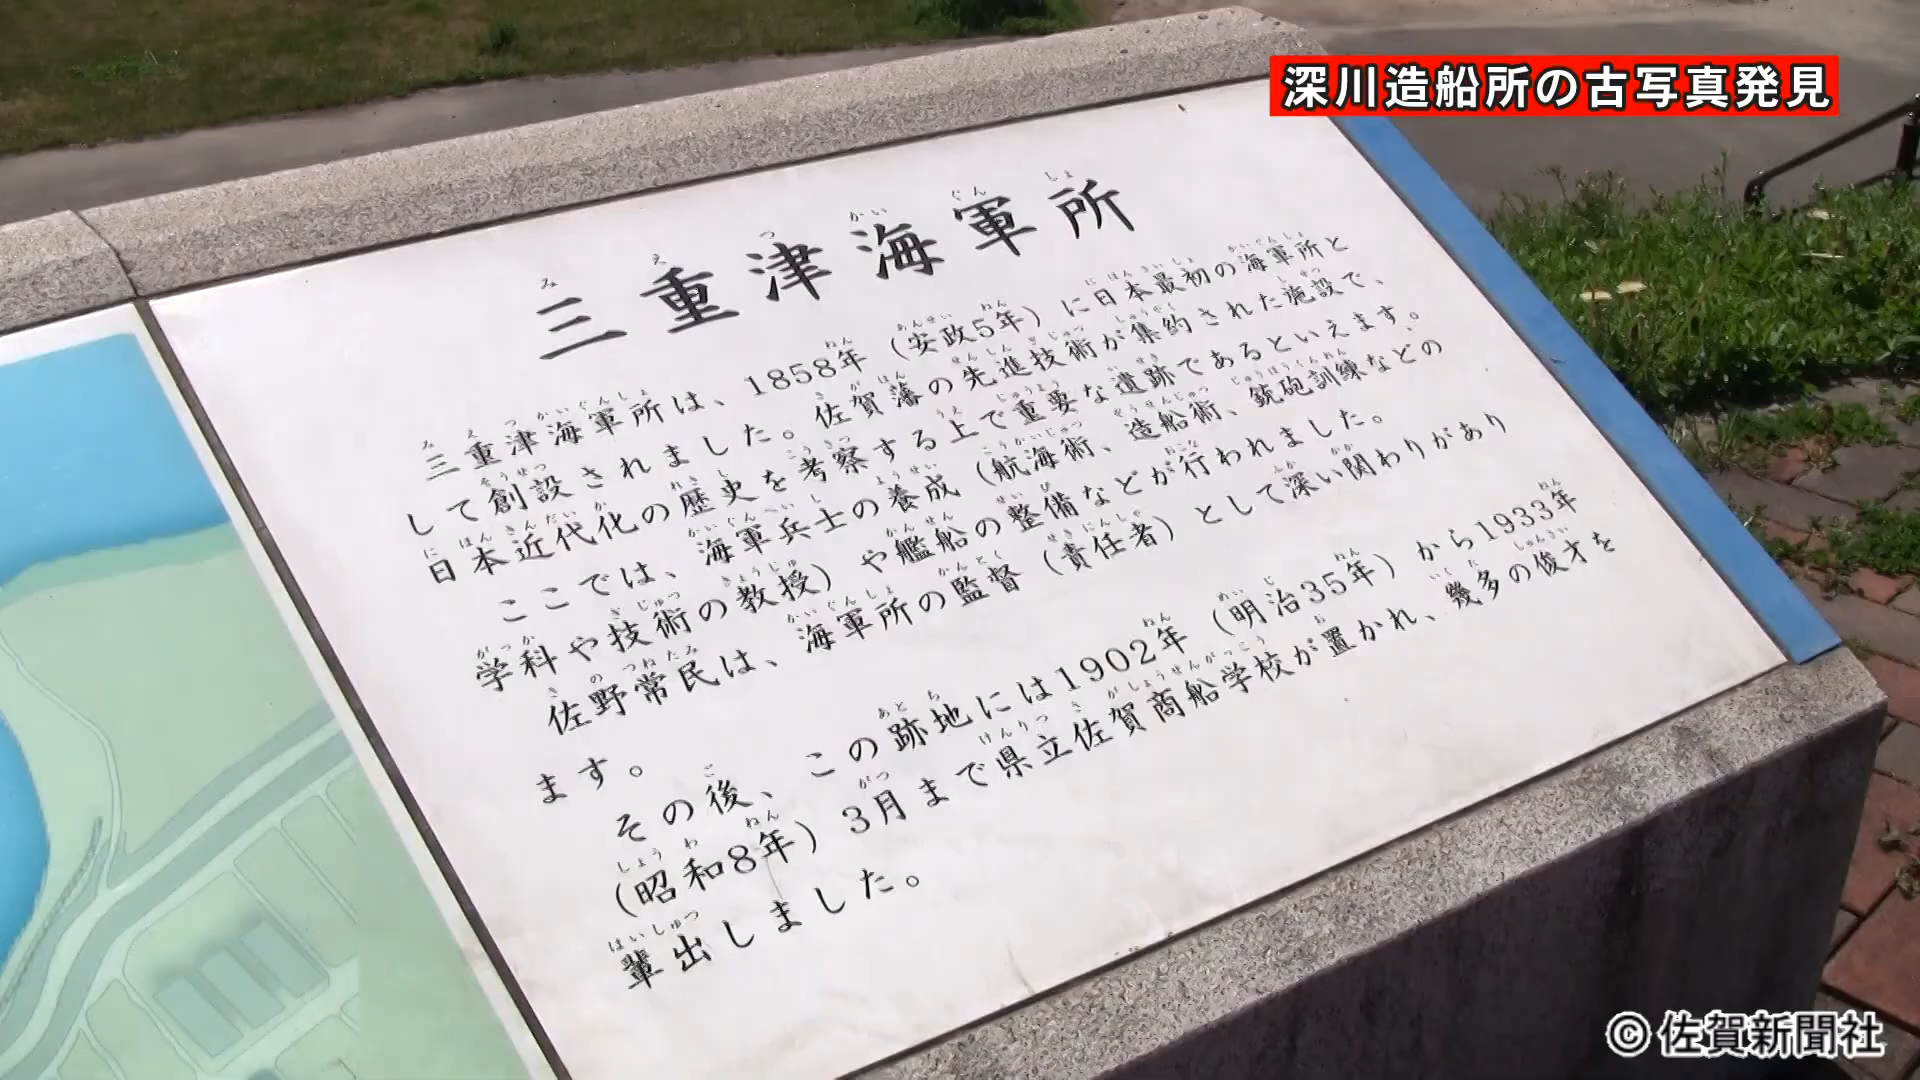 深川造船所の古写真発見
三重津海軍所
三重津海軍所は、1858年(安政5年)に日本最初の海軍所と
して創設されました。佐賀藩の先進技術が集約された施設で、
日本近代化の歴史を考察する上で重要な遺跡であるといえます。
ここでは、海軍兵士の養成(航海術、造船術、銃砲訓練などの
学科や技術の教授)や艦船の整備などが行われました。
佐野常民は、海軍所の監督(責任者)として深い関わりがあり
ます。
その後、この跡地には1902年(明治35年)から1933年
(昭和8年)3月まで県立佐賀商船学校が置かれ、幾多の俊才を
輩出しました。
©佐賀新聞社